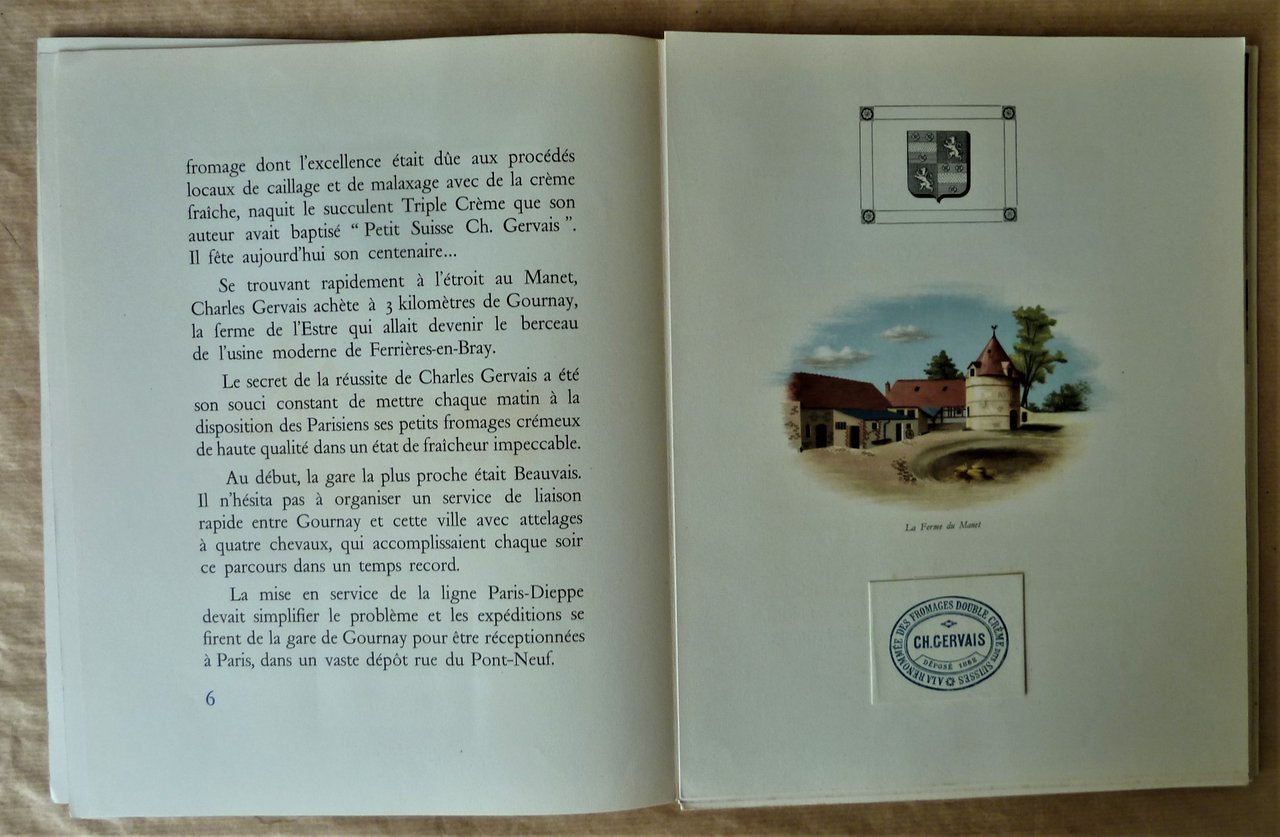 fromage dont l'excellence était dûe aux procédés
locaux de caillage et de malaxage avec de la crème
fraîche, naquit le succulent Triple Crème que son
auteur avait baptisé “ Petit Suisse Ch. Gervais ”.
Il fête aujourd'hui son centenaire...
Se trouvant rapidement à l'étroit au Manet,
Charles Gervais achète à 3 kilomètres de Gournay,
la ferme de l'Estre qui allait devenir le berceau
de l'usine moderne de Ferrières-en-Bray.
Le secret de la réussite de Charles Gervais a été
son souci constant de mettre chaque matin à la
disposition des Parisiens ses petits fromages crémeux
de haute qualité dans un état de fraîcheur impeccable.
Au début, la gare la plus proche était Beauvais.
Il n'hésita pas à organiser un service de liaison
rapide entre Gournay et cette ville avec attelages
à quatre chevaux, qui accomplissaient chaque soir
ce parcours dans un temps record.
La mise en service de la ligne Paris-Dieppe
devait simplifier le problème et les expéditions se
firent de la gare de Gournay pour être réceptionnées
à Paris, dans un vaste dépôt rue du Pont-Neuf.
6
La Ferme du Manet
A LA RENOMMÉE DES FROMAGES DOUBLE CRÈME DITS SUISSES
CH. GERVAIS
DÉPOSÉ 1862